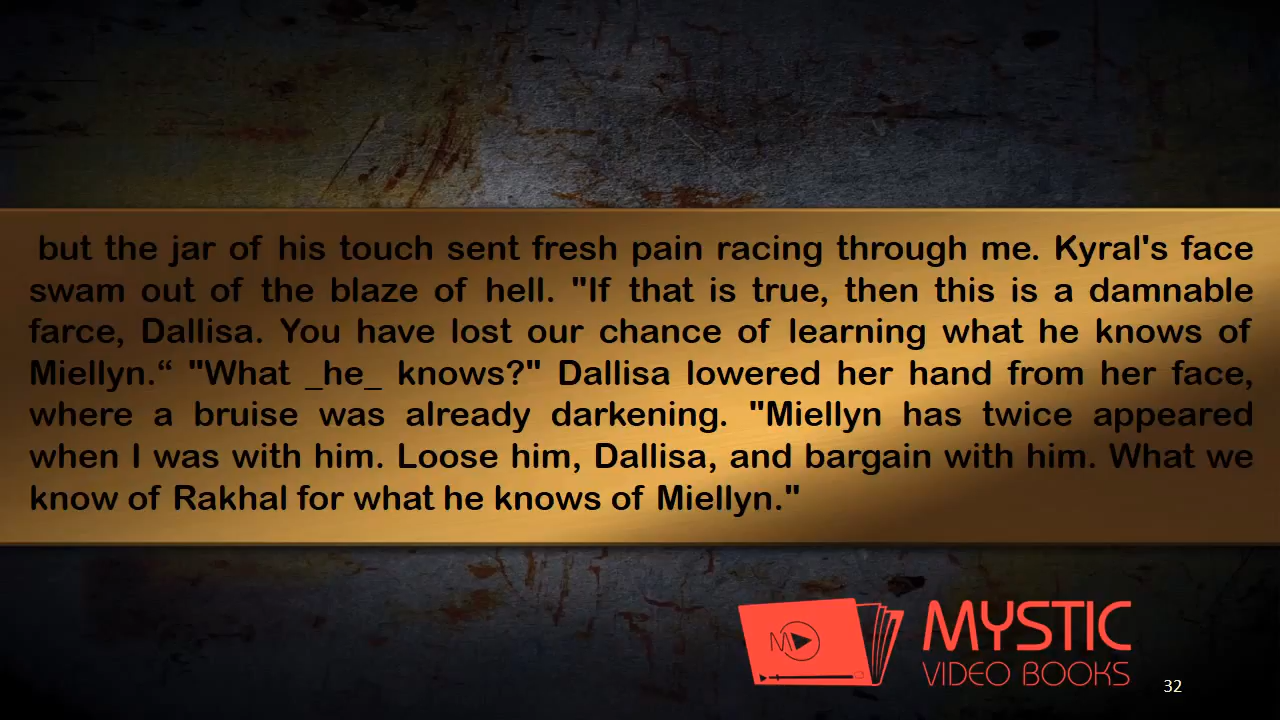 but the jar of his touch sent fresh pain racing through me. Kyral's face
swam out of the blaze of hell. "If that is true, then this is a damnable
farce, Dallisa. You have lost our chance of learning what he knows of
Miellyn.“ "What _he_ knows?" Dallisa lowered her hand from her face,
where a bruise was already darkening. "Miellyn has twice appeared
when I was with him. Loose him, Dallisa, and bargain with him. What we
know of Rakhal for what he knows of Miellyn."
M
MYSTIC
VIDEO BOOKS
32